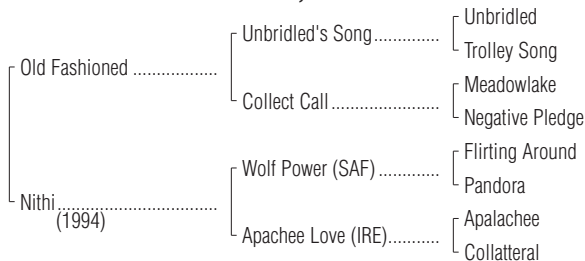 Unbridled
Unbridled's Song..............
Trolley Song
Old Fashioned ..................
Meadowlake
Collect Call.......................
Negative Pledge
Flirting Around
Wolf Power (SAF) .............
Pandora
Nithi..................................
(1994)
Apalachee
Apachee Love (IRE)...........
Collatteral